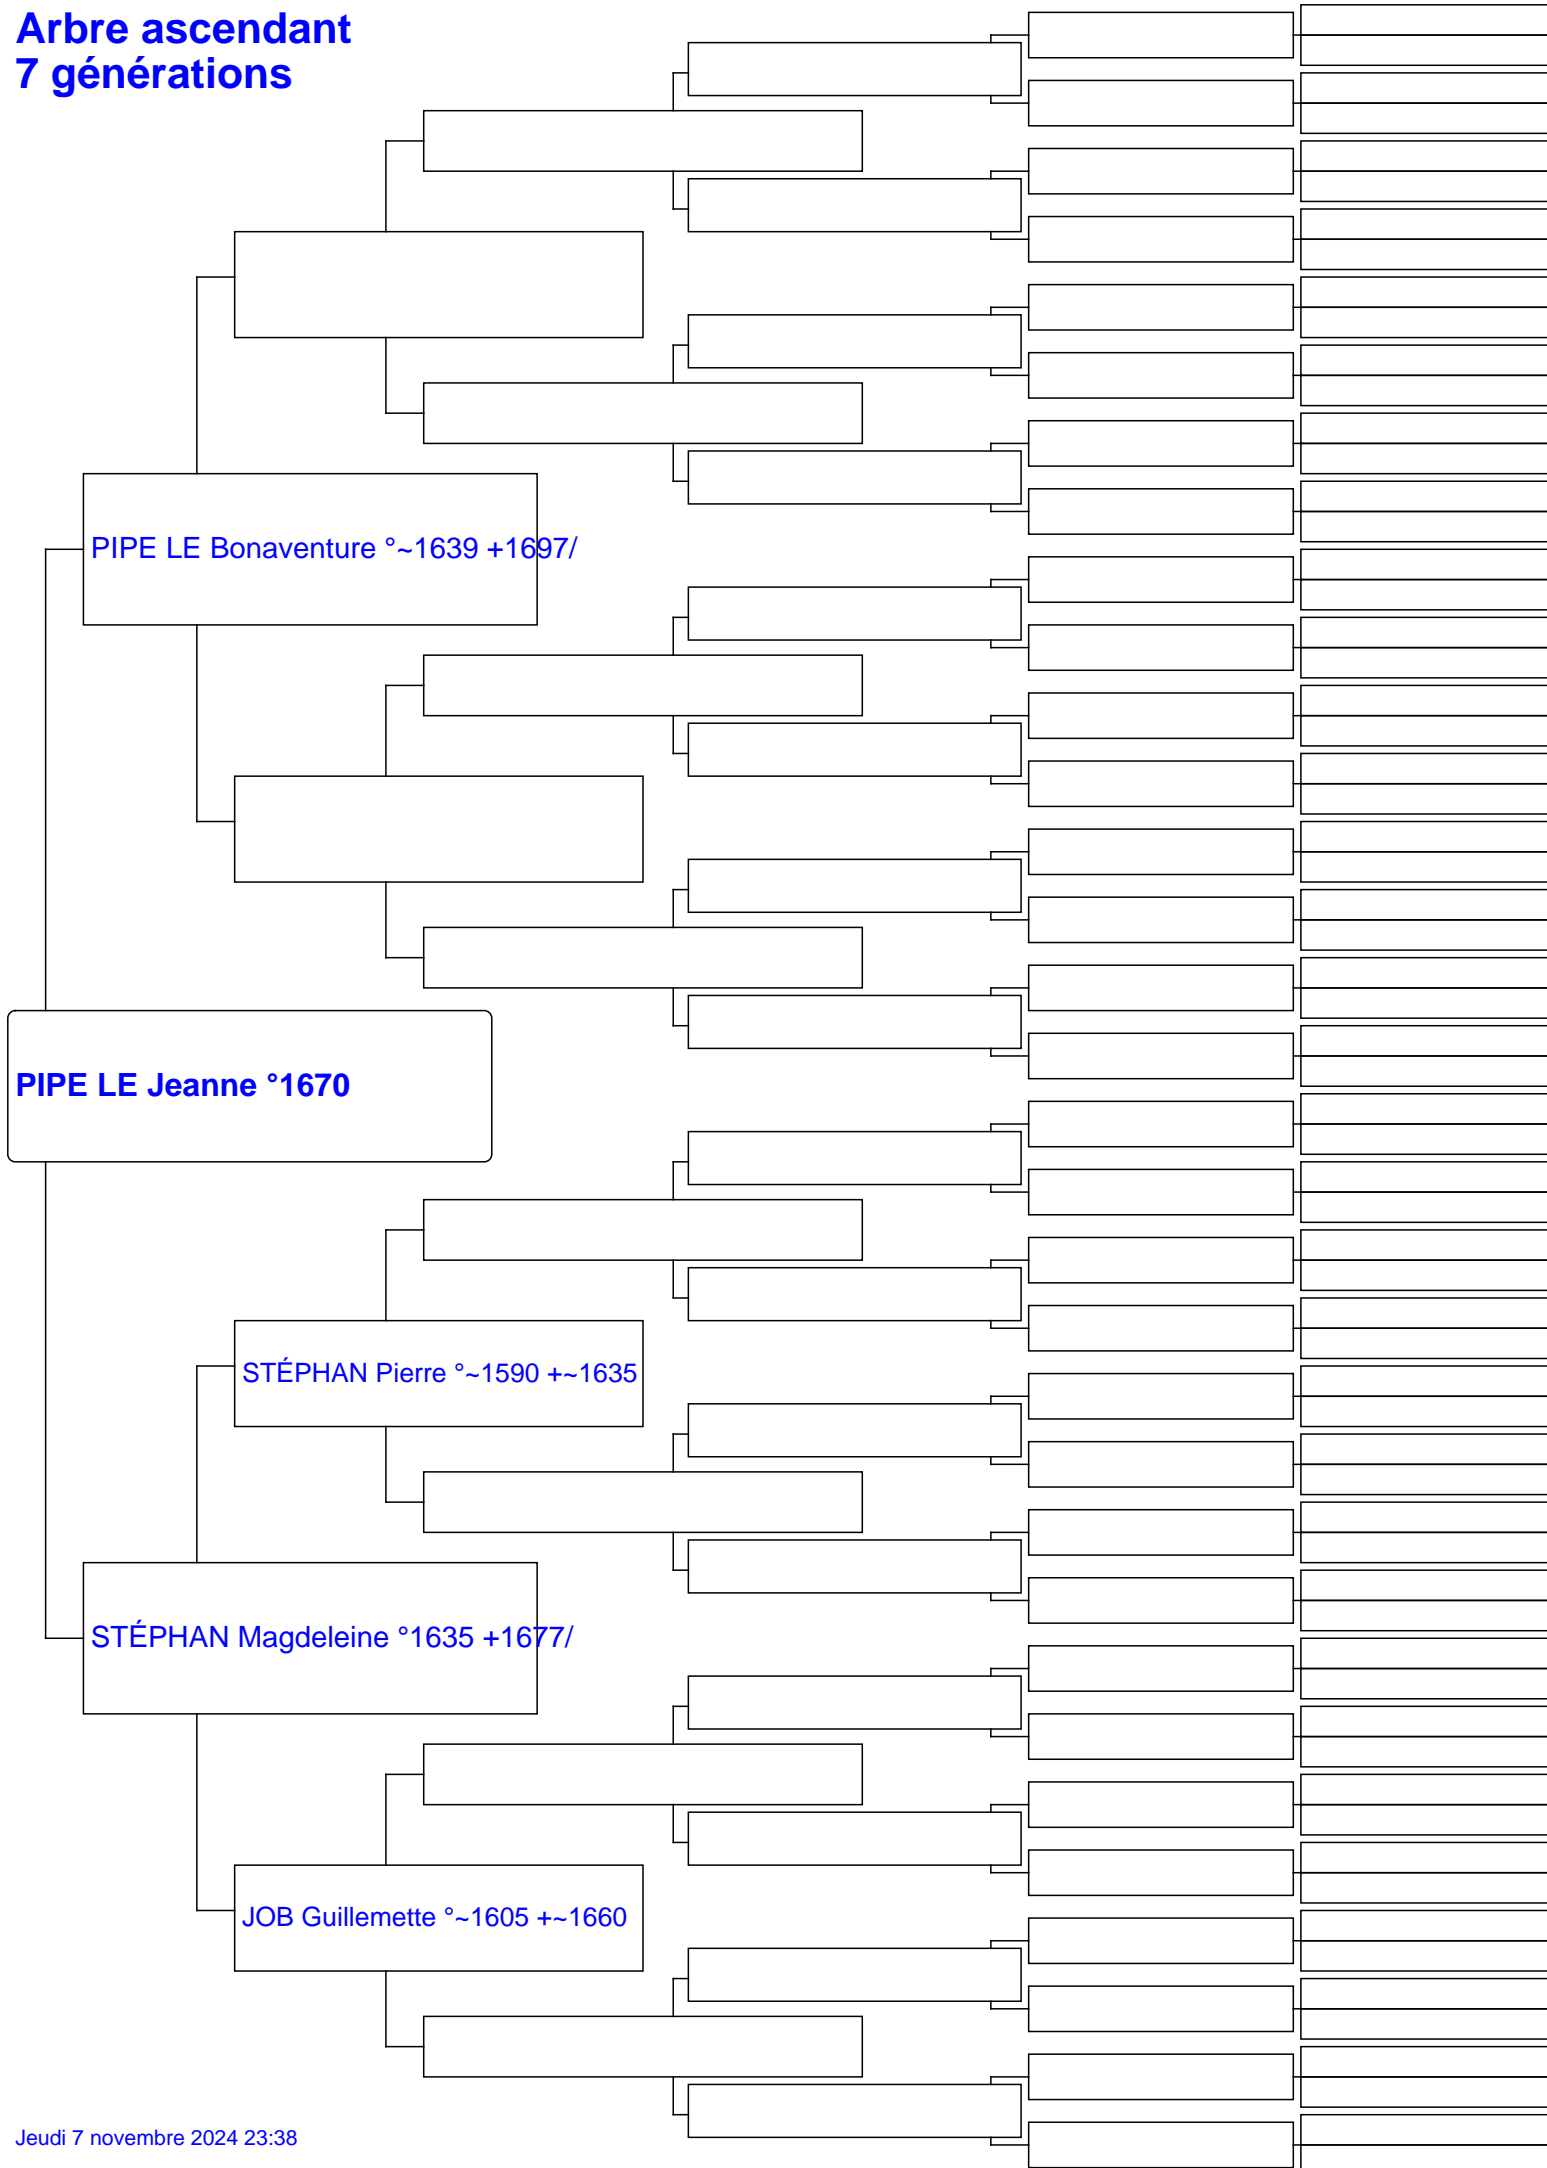 Arbre ascendant
7 générations
PIPE LE Bonaventure °~1639 +1697/
PIPE LE Jeanne °1670
STÉPHAN Pierre °~1590 +~1635
STÉPHAN Magdeleine °1635 +1677/
JOB Guillemette °~1605 +~1660
Jeudi 7 novembre 2024 23:38